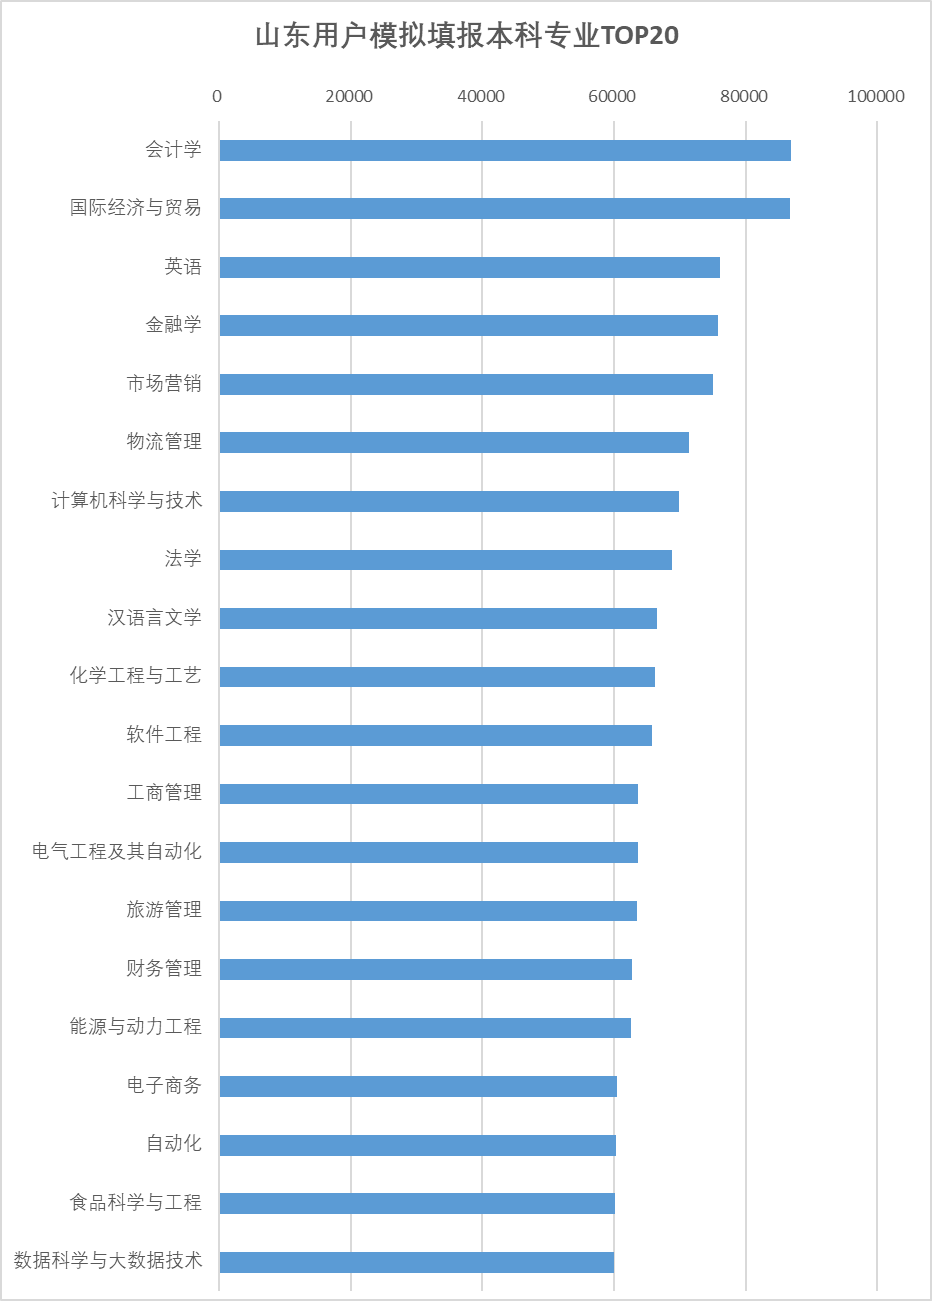 山东用户模拟填报本科专业TOP20
0 20000 40000 60000 80000 100000
会计学
国际经济与贸易
英语
金融学
市场营销
物流管理
计算机科学与技术
法学
汉语言文学
化学工程与工艺
软件工程
工商管理
电气工程及其自动化
旅游管理
财务管理
能源与动力工程
电子商务
自动化
食品科学与工程
数据科学与大数据技术